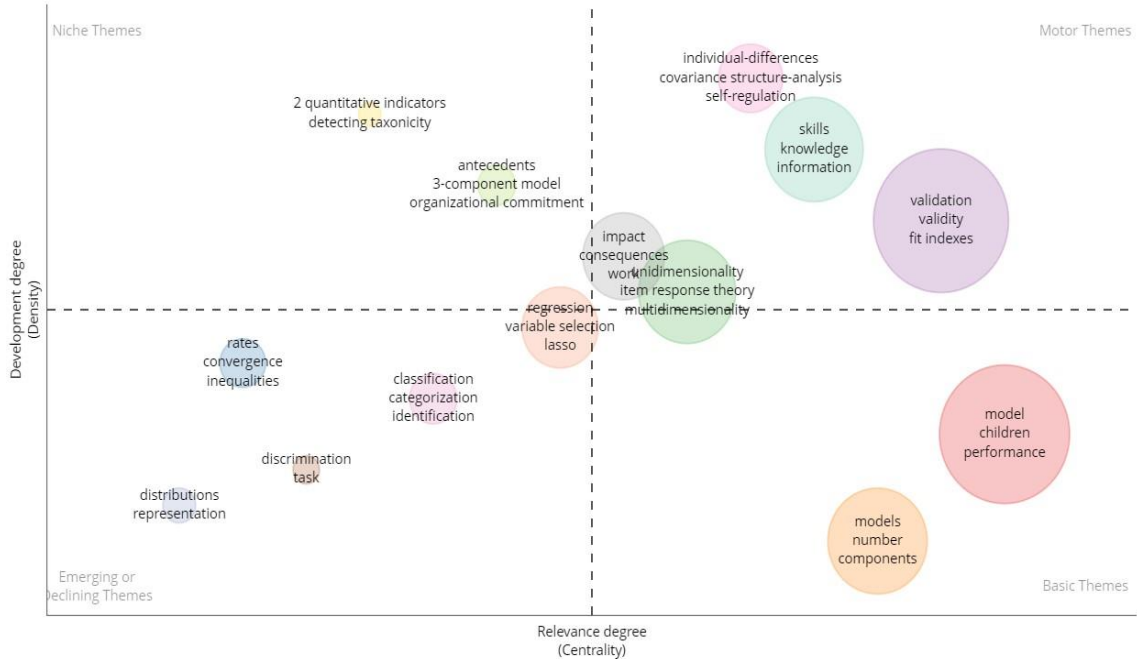 Niche Themes
Motor Themes
individual-differences
covariance structure-analysis
self-regulation
2 quantitative indicators
detecting taxonicity
skills
knowledge
information
antecedents
3-component model
organizational commitment
validation
validity
fit indexes
impact
consequences
work
unidimensionality
item response theory
multidimensionality
regression
variable selection
lasso
rates
convergence
inequalities
classification
categorization
identification
model
children
performance
discrimination
task
distributions
representation
models
number
components
Emerging or
Declining Themes
Basic Themes
Development degree
(Density)
Relevance degree
(Centrality)